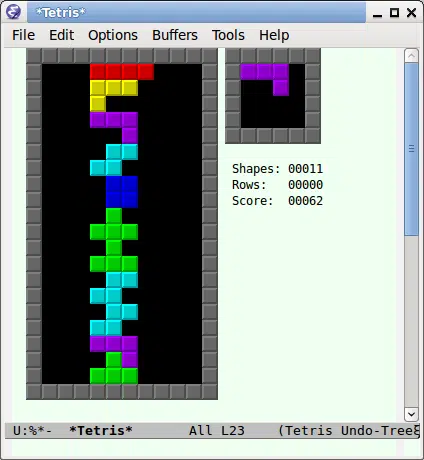 *Tetris*
File Edit Options Buffers Tools Help
Shapes: 00011
Rows: 00000
Score: 00062
U:%*- *Tetris* All L23 (Tetris Undo-Tree